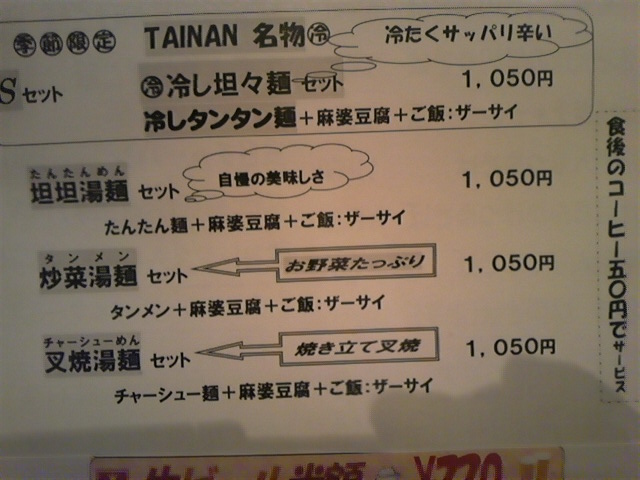 季節限定 TAINAN 名物冷 冷たくサッパリ辛い
Sセット 冷冷し坦々麺 セット 1,050円
冷しタンタン麺＋麻婆豆腐＋ご飯:ザーサイ
たんたんめん
坦坦湯麺 セット 自慢の美味しさ 1,050円
たんたん麺＋麻婆豆腐＋ご飯:ザーサイ
タンメン
炒菜湯麺 セット お野菜たっぷり 1,050円
タンメン＋麻婆豆腐＋ご飯:ザーサイ
チャーシューめん
叉焼湯麺 セット 焼き立て叉焼 1,050円
チャーシュー麺＋麻婆豆腐＋ご飯:ザーサイ
食後のコーヒー五〇円でサービス
¥770